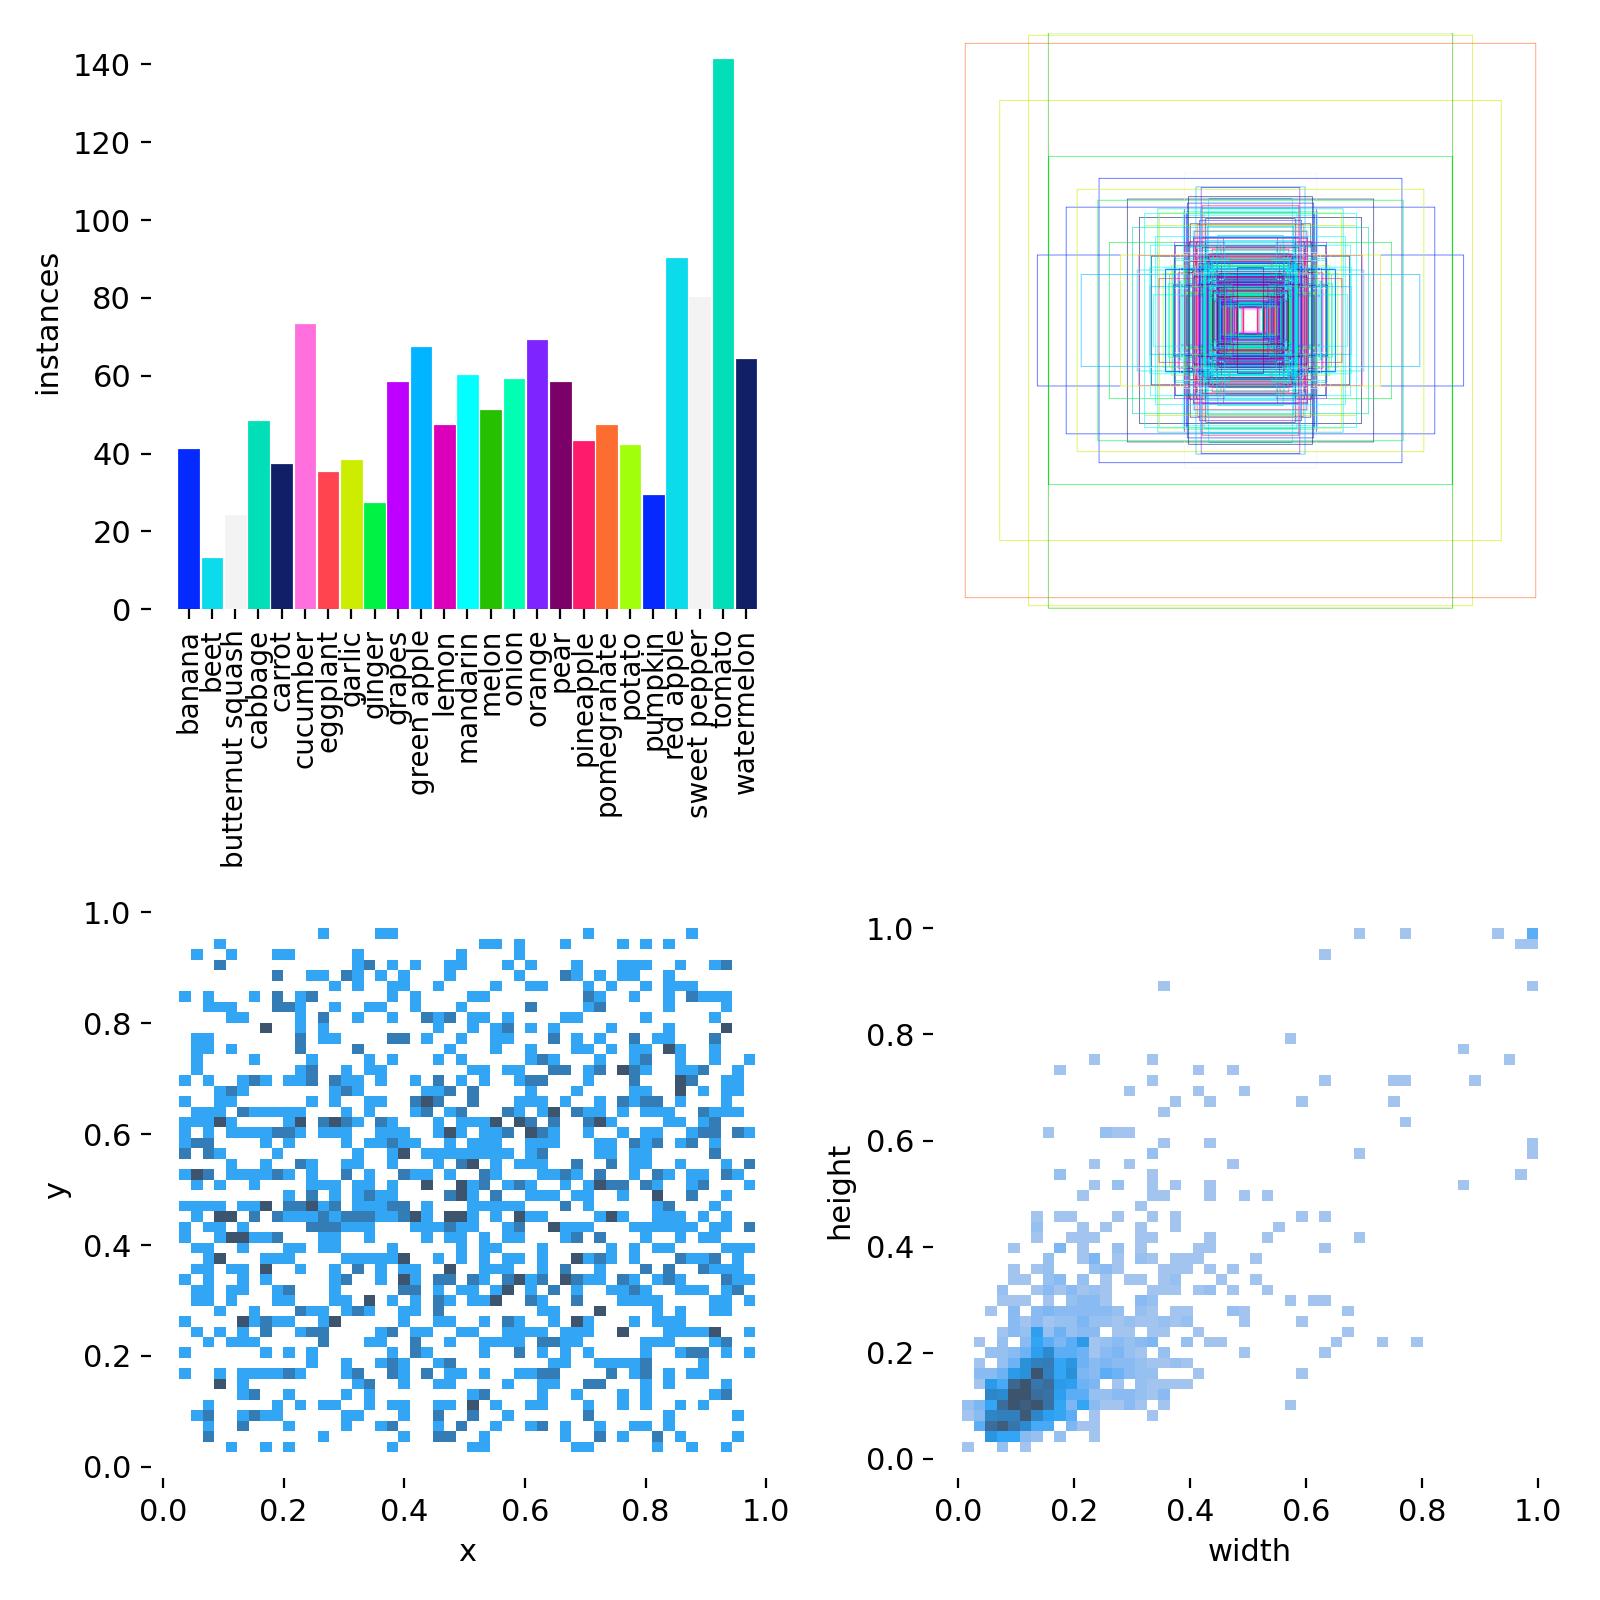 140
120
100
80
60
40
20
0
instances
banana
beet
butternut squash
cabbage
carrot
cucumber
eggplant
garlic
ginger
grapes
green apple
lemon
mandarin
melon
onion
orange
pear
pineapple
pomegranate
potato
pumpkin
red apple
sweet pepper
tomato
watermelon
1.0
0.8
0.6
0.4
0.2
0.0
y
0.0 0.2 0.4 0.6 0.8 1.0
x
1.0
0.8
0.6
0.4
0.2
0.0
height
0.0 0.2 0.4 0.6 0.8 1.0
width